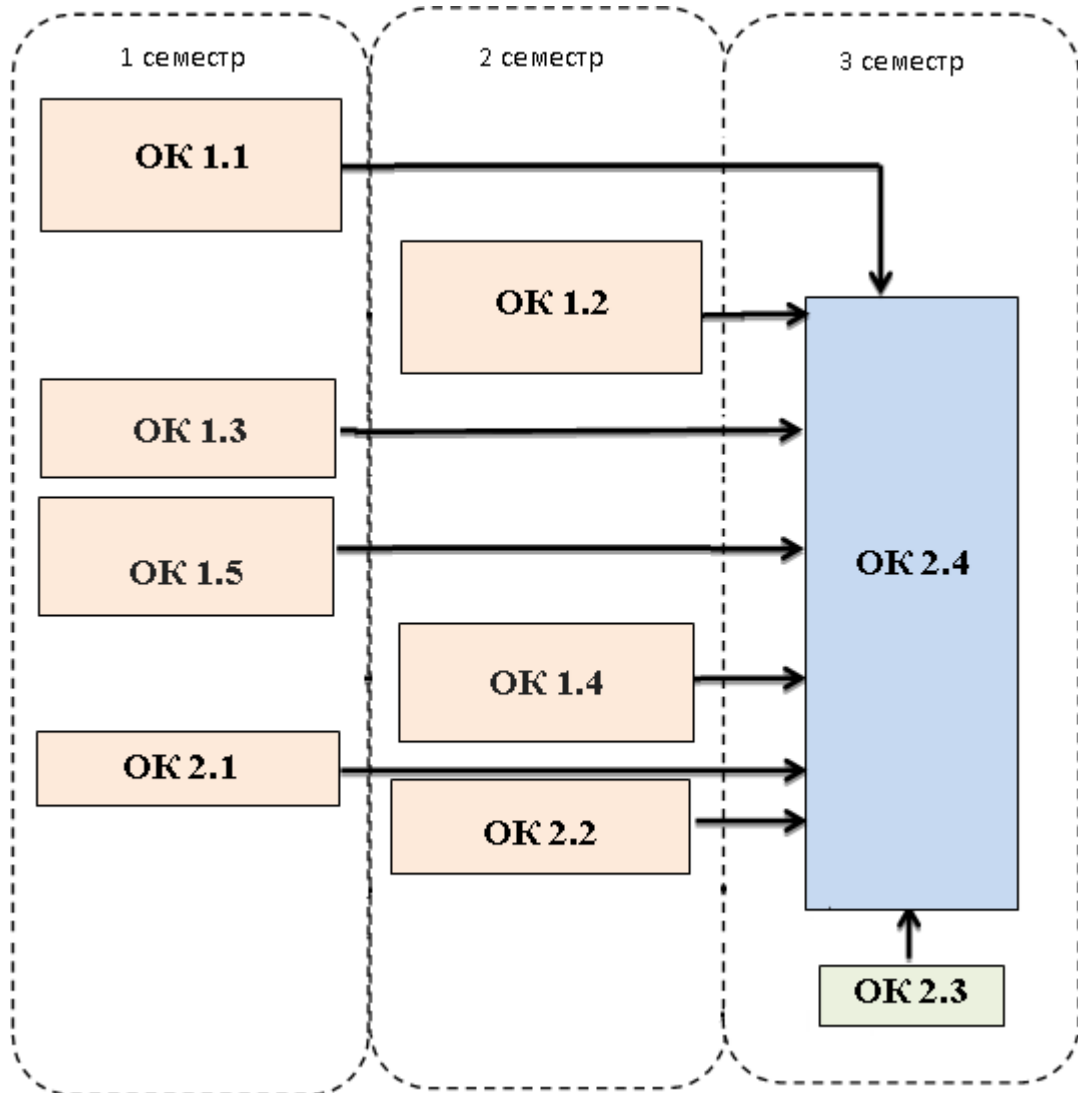 1 семестр
2 семестр
3 семестр
ОК 1.1
ОК 1.2
ОК 1.3
ОК 1.5
ОК 2.4
ОК 1.4
ОК 2.1
ОК 2.2
ОК 2.3